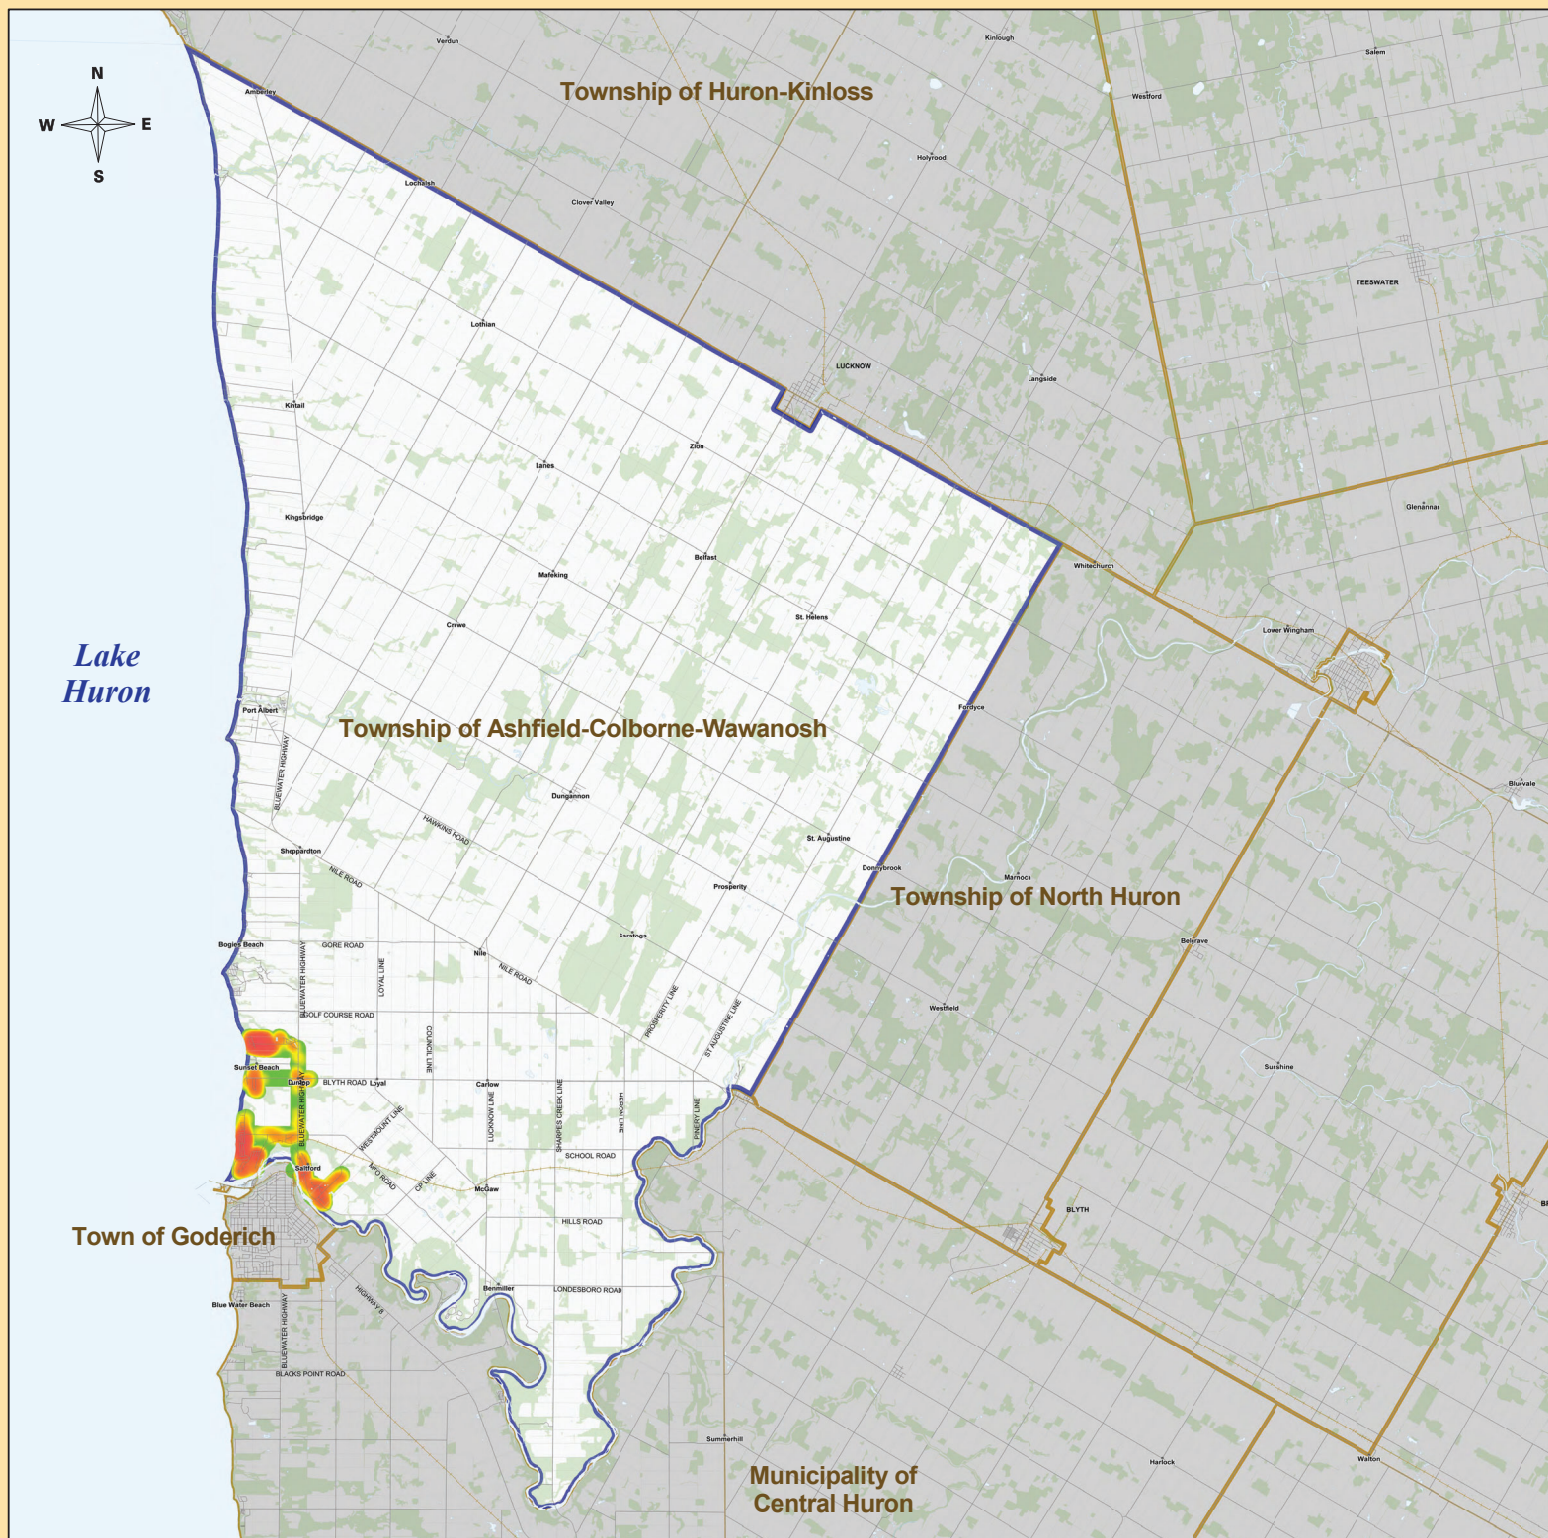 Verdun
Kinlough
Salem
N
W
E
S
Amberley
Township of Huron-Kinloss
Westford
Holyrood
Lochalsh
Clover Valley
TEESWATER
Lothian
LUCKNOW
Langside
Kintail
Zion
Lanes
Glenannan
Kingsbridge
Belfast
Whitechurch
Mafeking
St. Helens
Crewe
Lower Wingham
Lake
Huron
Port Albert
Fordyce
Township of Ashfield-Colborne-Wawanosh
BLUEWATER HIGHWAY
Bluevale
Dungannon
HAWKINS ROAD
St. Augustine
Sheppardton
Donnybrook
NILE ROAD
Marnoch
Prosperity
Township of North Huron
Bogies Beach
GORE ROAD
Belgrave
Nile
NILE ROAD
BLUEWATER HIGHWAY
LOYAL LINE
PROSPERITY LINE
ST AUGUSTINE LINE
Westfield
GOLF COURSE ROAD
COUNCIL LINE
Sunset Beach
Sunshine
Dunlop
BLYTH ROAD
Loyal
Carlow
BLUEWATER HIGHWAY
WESTMOUNT LINE
LUCKNOW LINE
SHARPES CREEK LINE
PINERY LINE
SCHOOL ROAD
Saltford
CP LINE
McGaw
BLYTH
HILLS ROAD
Town of Goderich
Benmiller
LONDESBORO ROAD
Blue Water Beach
HIGHWAY 8
BLUEWATER HIGHWAY
BLACKS POINT ROAD
Summerhill
Harlock
Walton
Municipality of
Central Huron